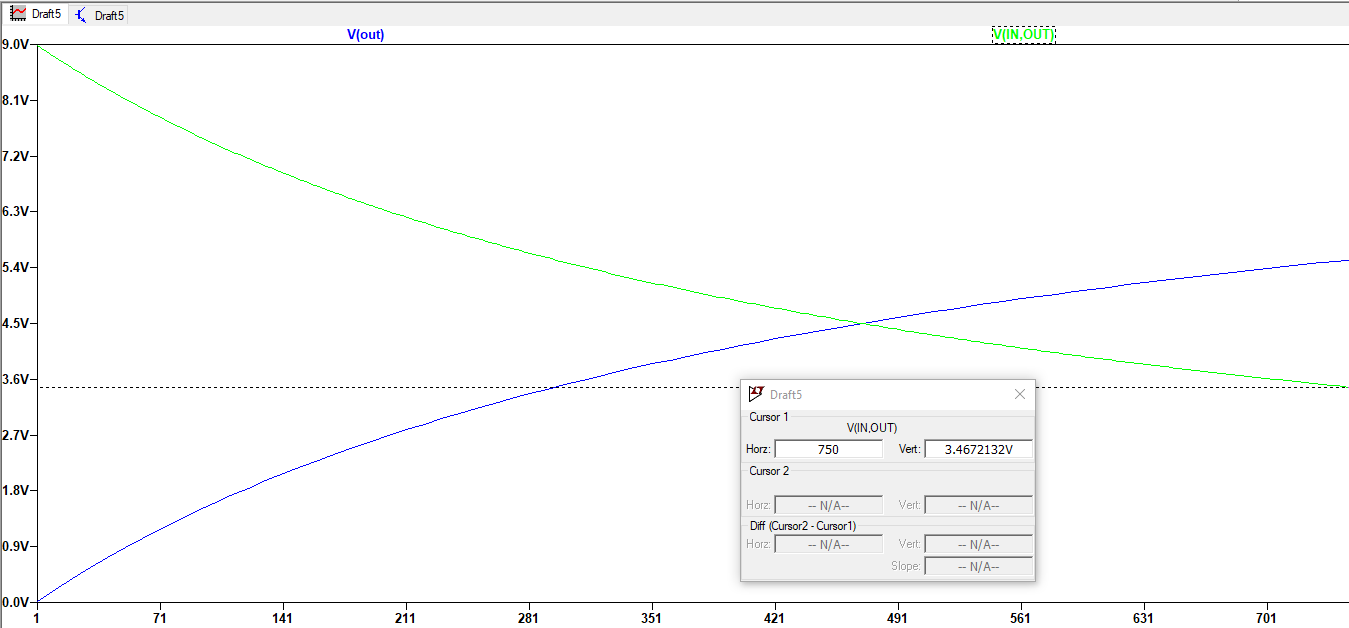 Draft5 Draft5
V(out) V(IN,OUT)
9.0V
8.1V
7.2V
6.3V
5.4V
4.5V
3.6V
2.7V
1.8V
0.9V
0.0V
1 71 141 211 281 351 421 491 561 631 701
Draft5
Cursor 1
V(IN,OUT)
Horz: 750 Vert: 3.4672132V
Cursor 2
Horz: -- N/A-- Vert: -- N/A--
Diff (Cursor2 - Cursor1)
Horz: -- N/A-- Vert: -- N/A--
Slope: -- N/A--